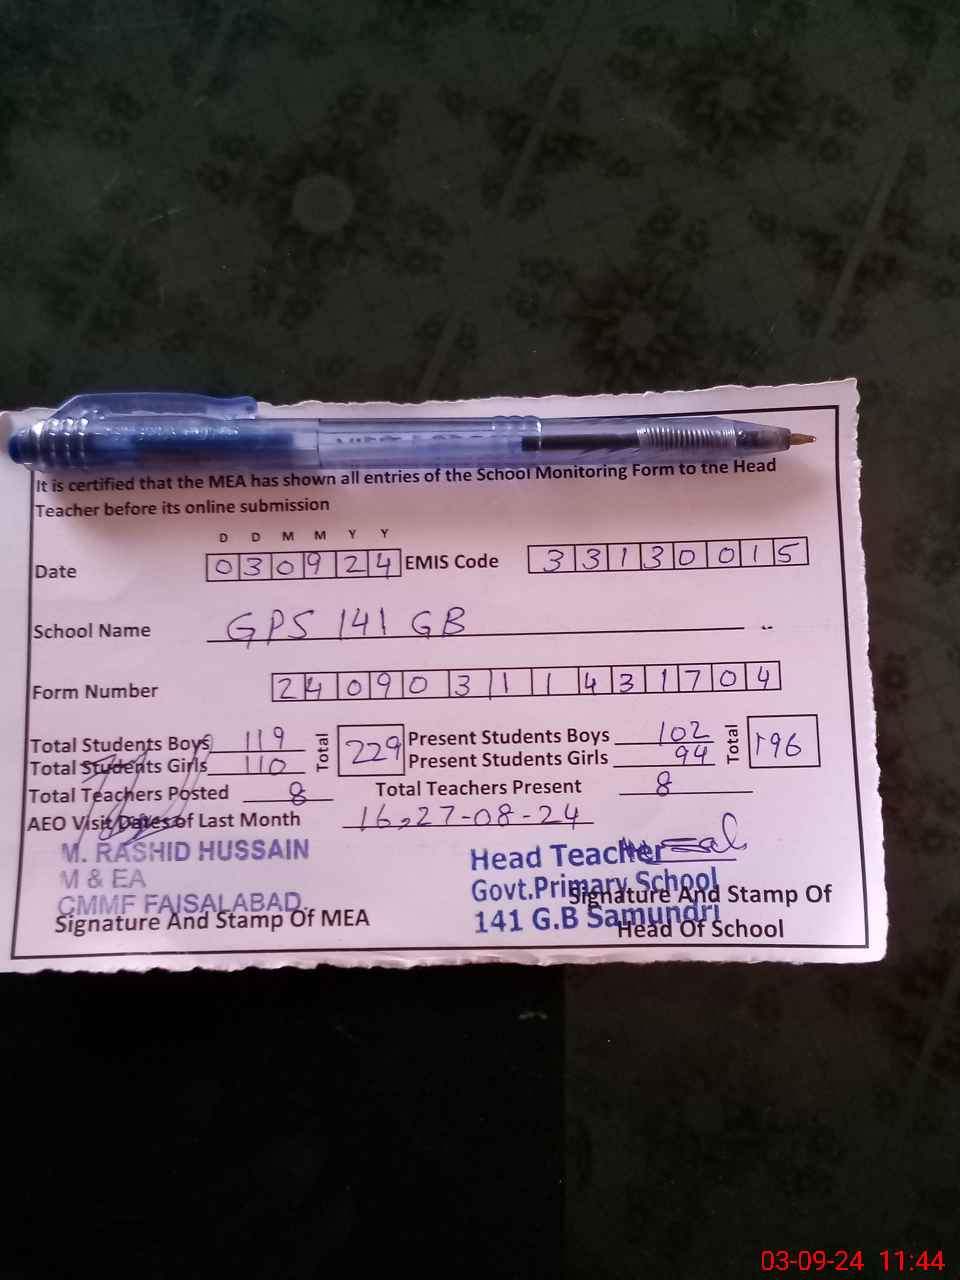 It is certified that the MEA has shown all entries of the School Monitoring Form to the Head
Teacher before its online submission
D D M M Y Y
Date 030924 EMIS Code 33130015
School Name GPS 141 GB
Form Number 24090311431704
Total Students Boys 119 Total 229 Present Students Boys 102 Total 196
Total Students Girls 110 Present Students Girls 94
Total Teachers Posted 8 Total Teachers Present 8
AEO Visit Dates of Last Month 16,27-08-24
M. RASHID HUSSAIN
M & EA
CMMF FAISALABAD.
Signature And Stamp Of MEA
Head Teacher
Govt.Primary School
141 G.B Samundri
Signature And Stamp Of
Head Of School
03-09-24 11:44